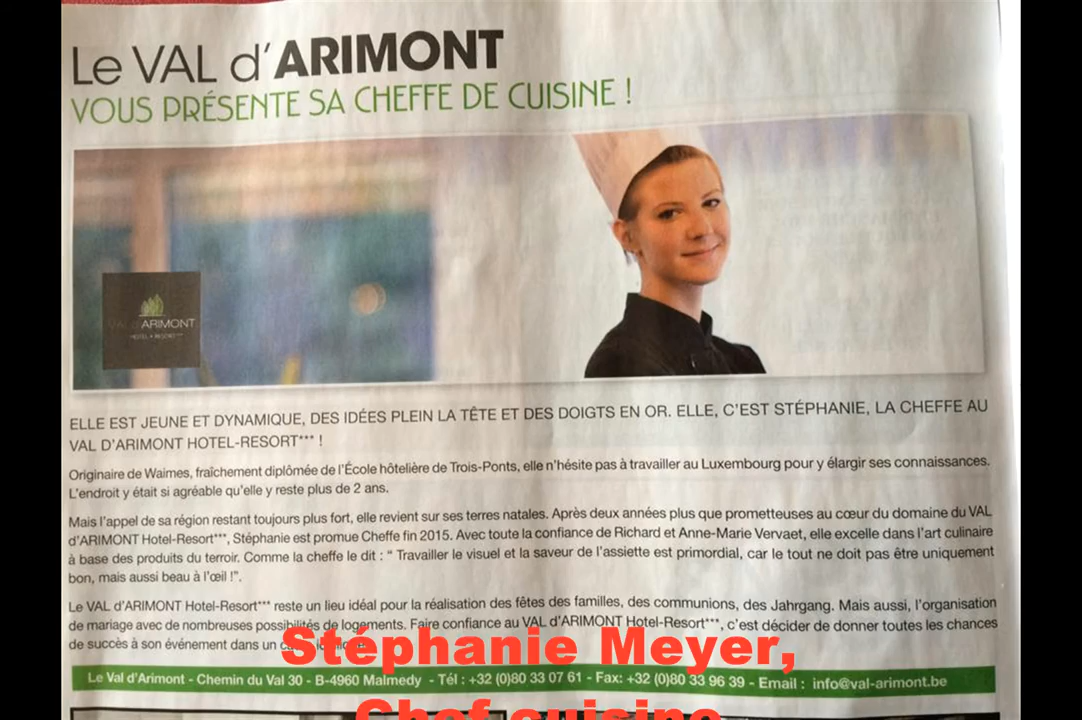 Le VAL d'ARIMONT
VOUS PRÉSENTE SA CHEFFE DE CUISINE !
VAL d'ARIMONT
HOTEL • RESORT***
ELLE EST JEUNE ET DYNAMIQUE, DES IDÉES PLEIN LA TÊTE ET DES DOIGTS EN OR. ELLE, C'EST STÉPHANIE, LA CHEFFE AU
VAL D'ARIMONT HOTEL-RESORT*** !
Originaire de Waimes, fraîchement diplômée de l'École hôtelière de Trois-Ponts, elle n'hésite pas à travailler au Luxembourg pour y élargir ses connaissances.
L'endroit y était si agréable qu'elle y reste plus de 2 ans.
Mais l'appel de sa région restant toujours plus fort, elle revient sur ses terres natales. Après deux années plus que prometteuses au cœur du domaine du VAL
d'ARIMONT Hotel-Resort***, Stéphanie est promue Cheffe fin 2015. Avec toute la confiance de Richard et Anne-Marie Vervaet, elle excelle dans l'art culinaire
à base des produits du terroir. Comme la cheffe le dit : “ Travailler le visuel et la saveur de l'assiette est primordial, car le tout ne doit pas être uniquement
bon, mais aussi beau à l'œil !”.
Le VAL d'ARIMONT Hotel-Resort*** reste un lieu idéal pour la réalisation des fêtes des familles, des communions, des Jahrgang. Mais aussi, l'organisation
de mariage avec de nombreuses possibilités de logements. Faire confiance au VAL d'ARIMONT Hotel-Resort***, c'est décider de donner toutes les chances
de succès à son événement dans un
Stéphanie Meyer,
Le Val d'Arimont - Chemin du Val 30 - B-4960 Malmedy - Tél : +32 (0)80 33 07 61 - Fax: +32 (0)80 33 96 39 - Email : info@val-arimont.be
Chef cuisine